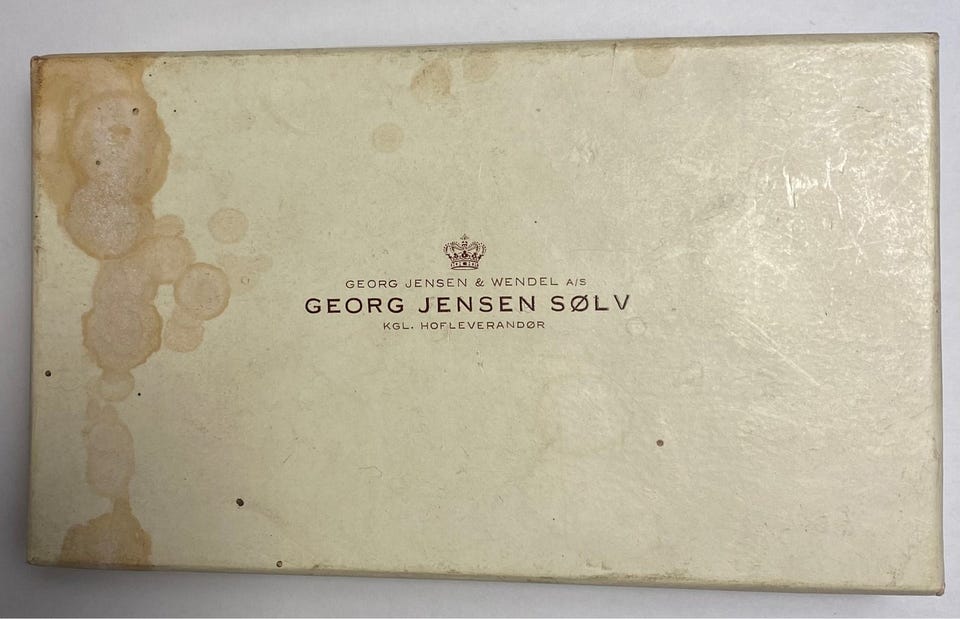 GEORG JENSEN & WENDEL A/S
GEORG JENSEN SØLV
KGL. HOFLEVERANDØR